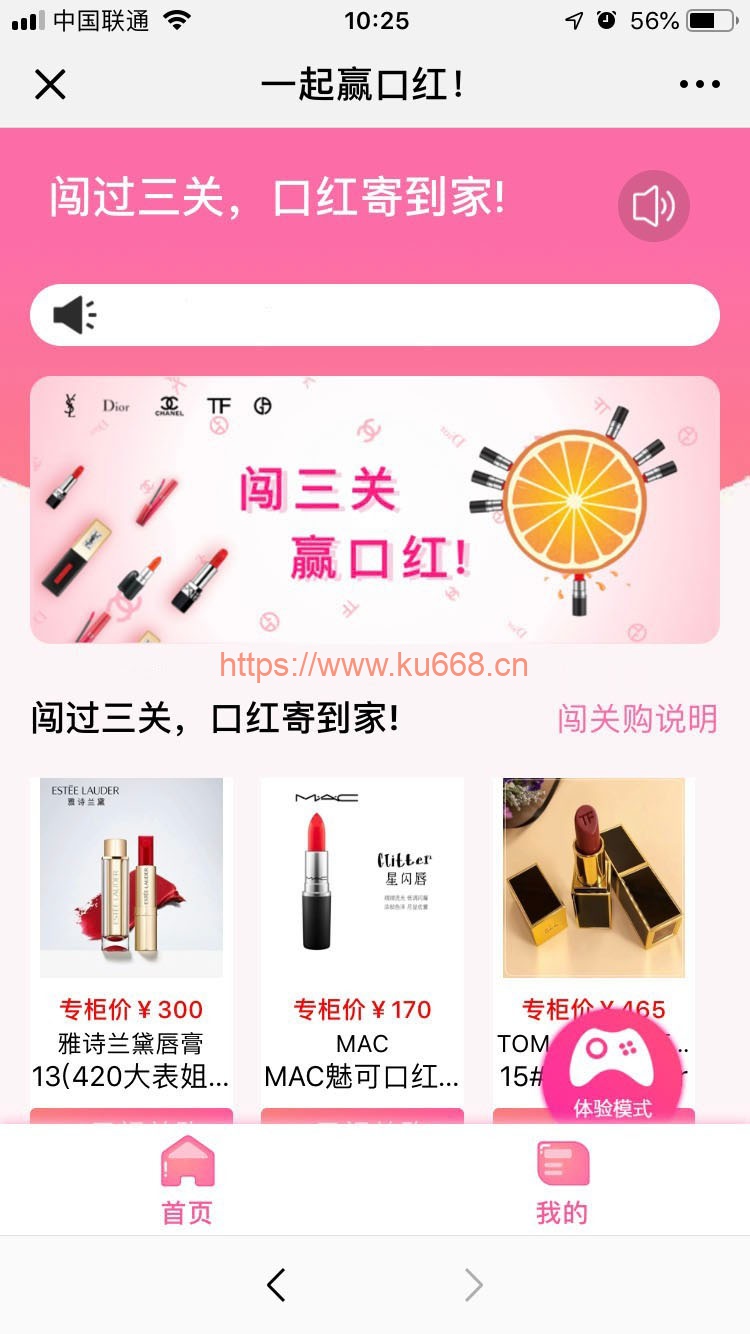 中国联通
10:25
56%
一起赢口红!
闯过三关，口红寄到家!
YSL Dior CHANEL TF
闯三关
赢口红!
https://www.ku668.cn
闯过三关，口红寄到家!
闯关购说明
ESTĒE LAUDER
雅诗兰黛
MAC
Glitter
星闪唇
TF
专柜价￥300
雅诗兰黛唇膏
13(420大表姐...
专柜价￥170
MAC
MAC魅可口红...
专柜价￥465
TOM
15#
体验模式
首页
我的